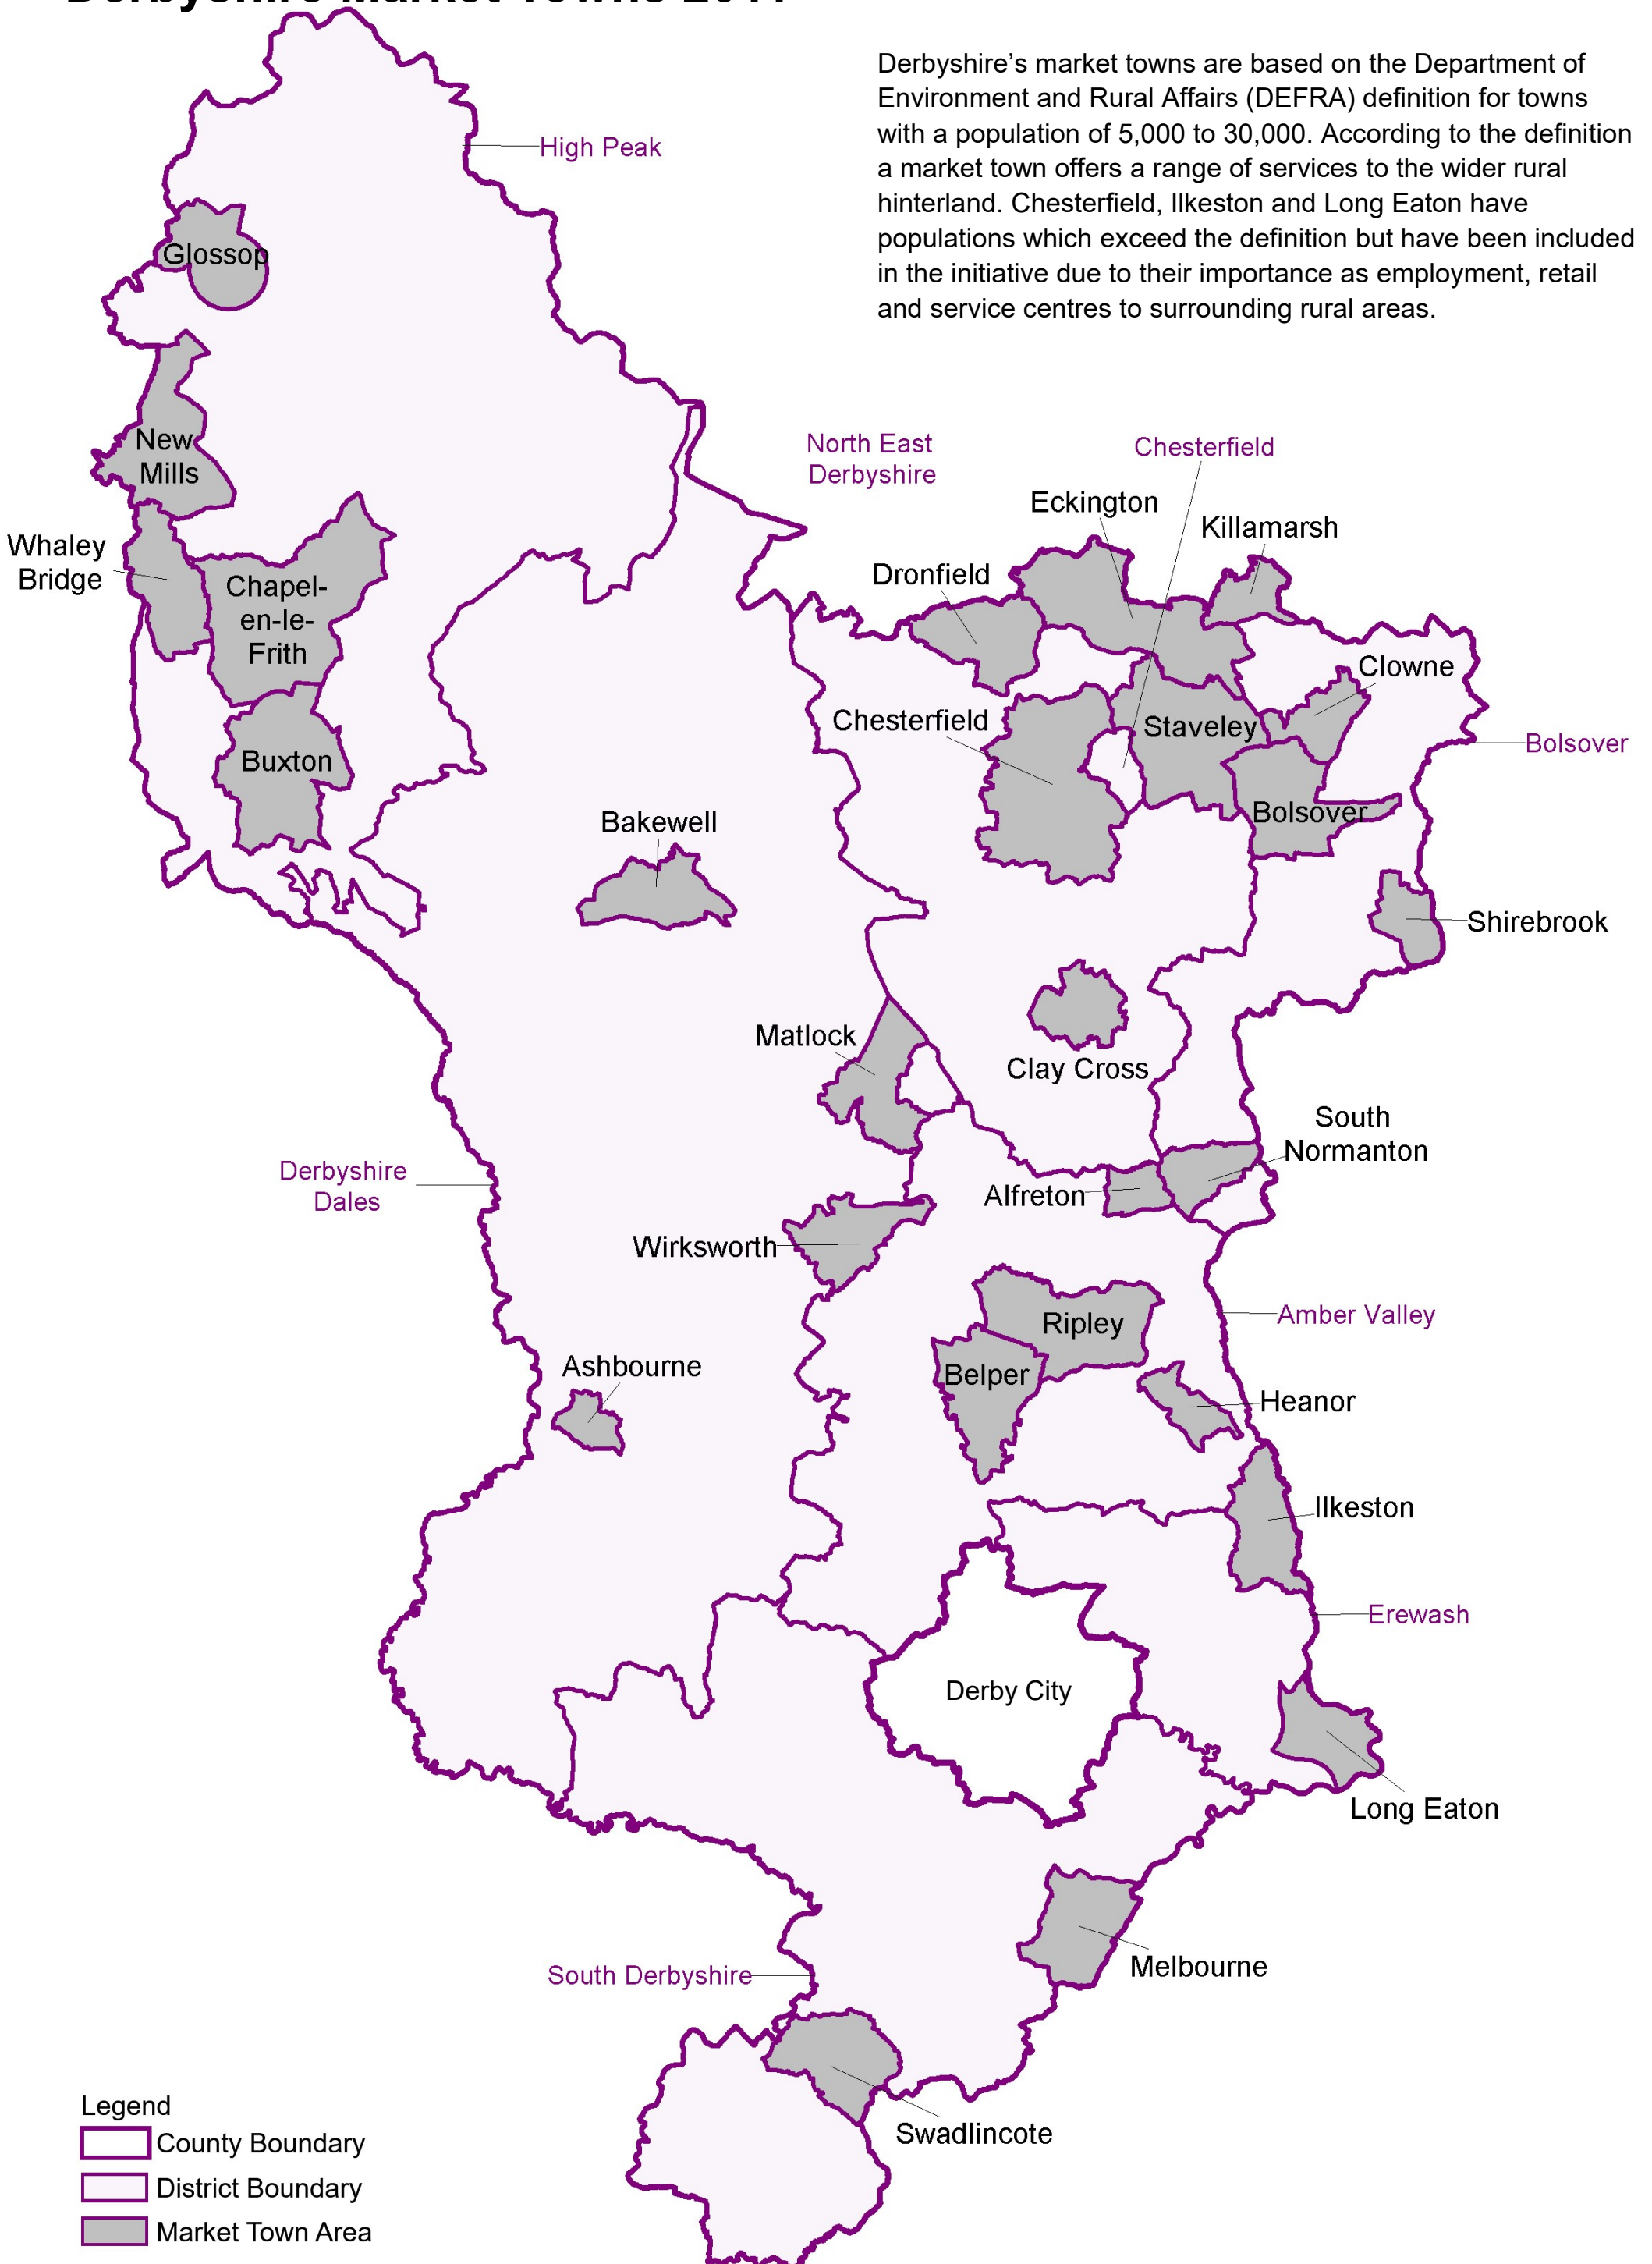 Derbyshire's market towns are based on the Department of
Environment and Rural Affairs (DEFRA) definition for towns
with a population of 5,000 to 30,000. According to the definition
a market town offers a range of services to the wider rural
hinterland. Chesterfield, Ilkeston and Long Eaton have
populations which exceed the definition but have been included
in the initiative due to their importance as employment, retail
and service centres to surrounding rural areas.
High Peak
Glossop
New
Mills
North East
Derbyshire
Chesterfield
Eckington
Killamarsh
Whaley
Bridge
Chapel-
en-le-
Frith
Dronfield
Clowne
Chesterfield
Staveley
Bolsover
Buxton
Bolsover
Bakewell
Shirebrook
Matlock
Clay Cross
South
Normanton
Derbyshire
Dales
Alfreton
Wirksworth
Amber Valley
Ripley
Ashbourne
Belper
Heanor
Ilkeston
Erewash
Derby City
Long Eaton
Melbourne
South Derbyshire
Swadlincote
Legend
County Boundary
District Boundary
Market Town Area